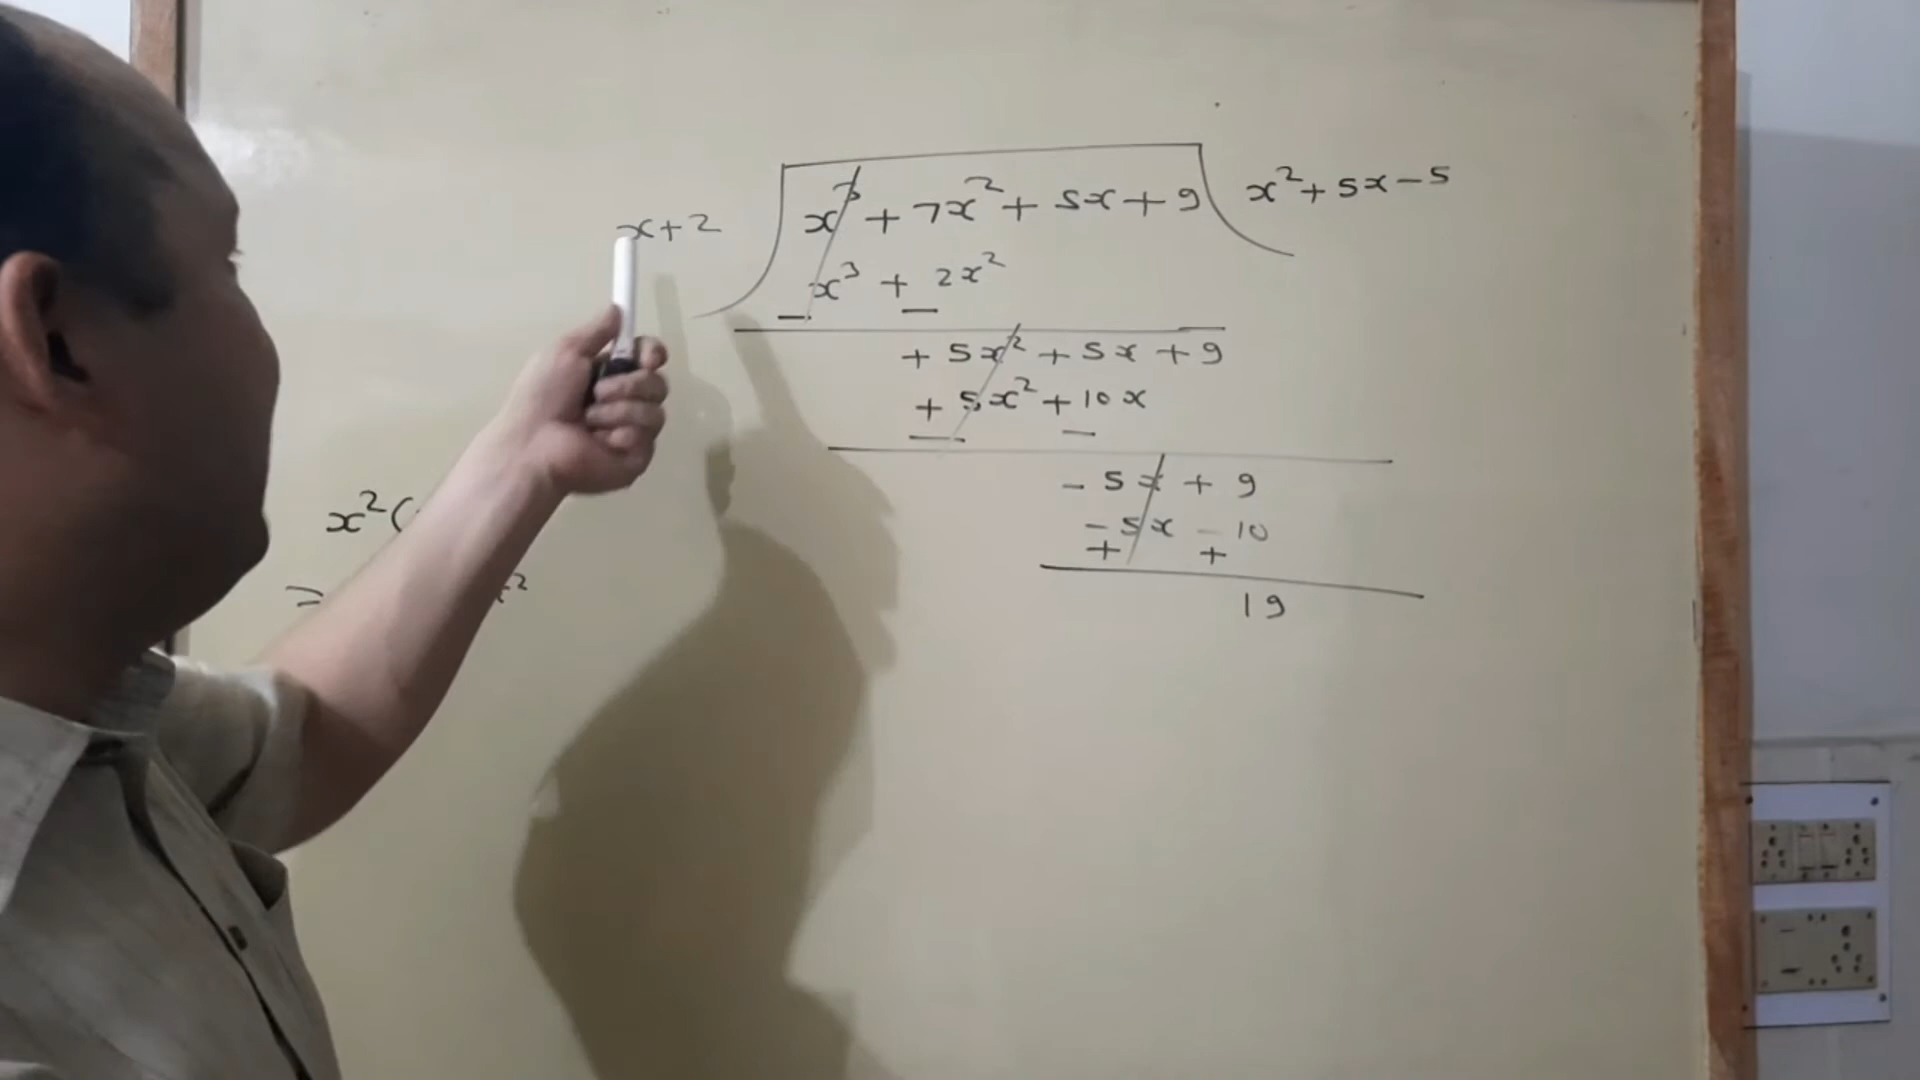 x+2 x³ + 7x² + 5x + 9 x² + 5x - 5
x³ + 2x²
- -
+ 5x² + 5x + 9
+ 5x² + 10x
- -
- 5x + 9
- 5x - 10
+ +
19
x²(
=